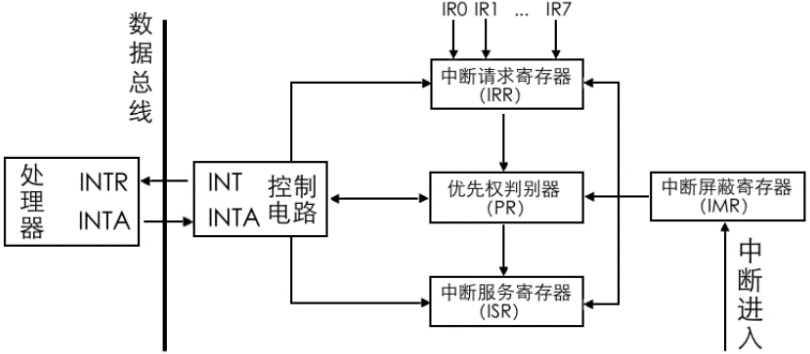 数据总线
IR0 IR1 ... IR7
中断请求寄存器
(IRR)
处理器
INTR
INTA
INT
INTA
控制
电路
优先权判别器
(PR)
中断屏蔽寄存器
(IMR)
中断服务寄存器
(ISR)
中断进入